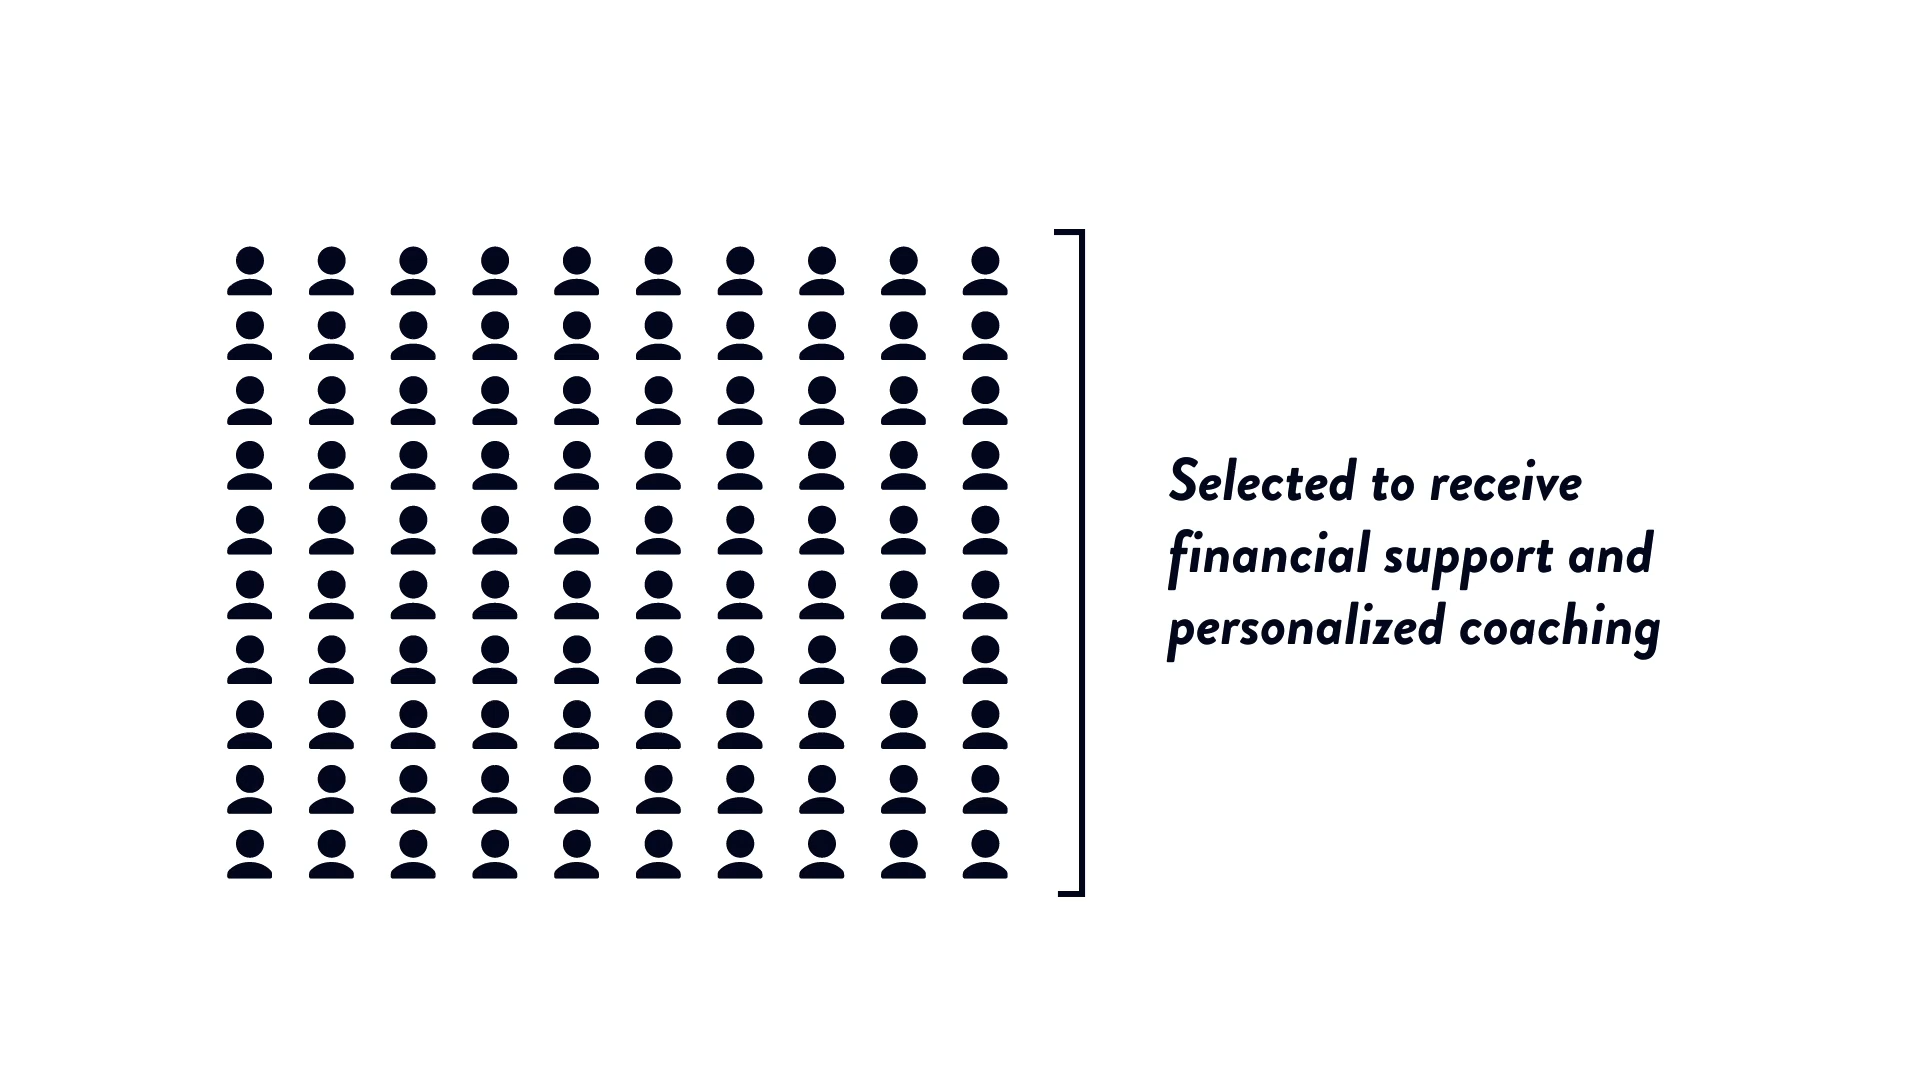 Selected to receive
financial support and
personalized coaching